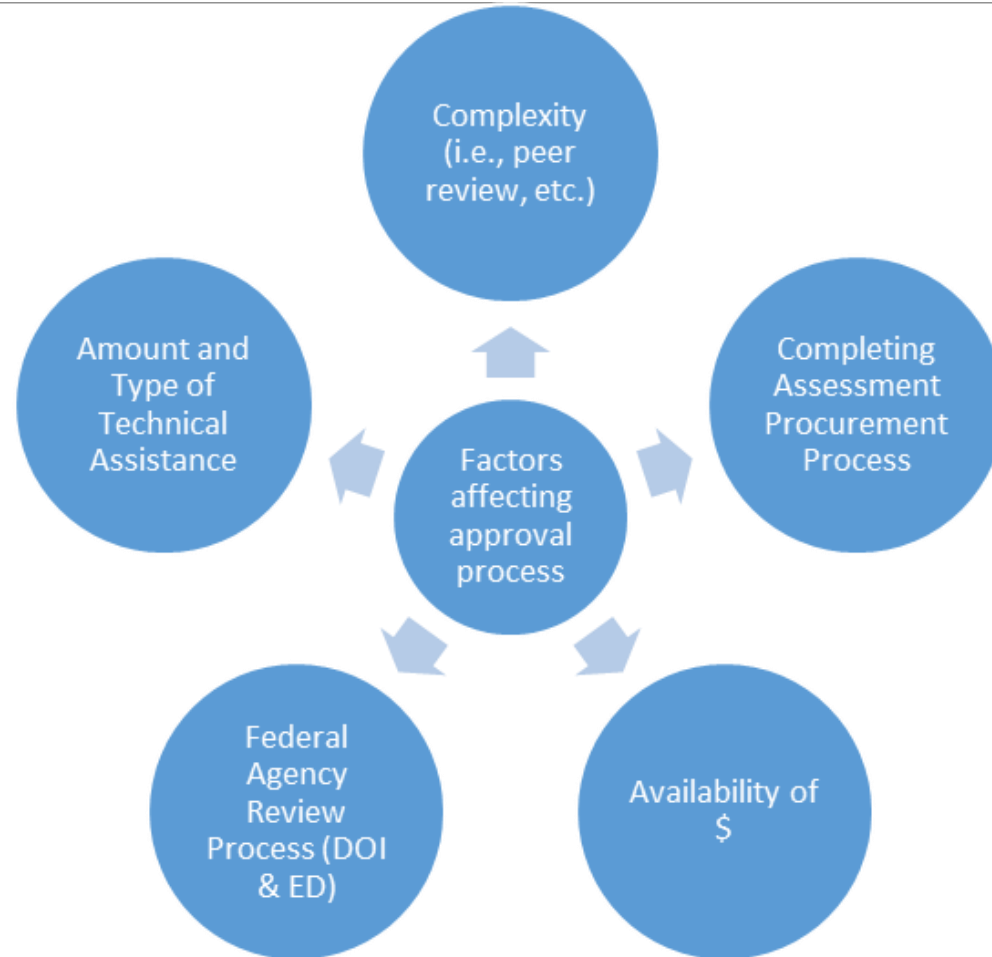 Complexity
(i.e., peer
review, etc.)
Amount and
Type of
Technical
Assistance
Completing
Assessment
Procurement
Process
Factors
affecting
approval
process
Federal
Agency
Review
Process (DOI
& ED)
Availability of
$